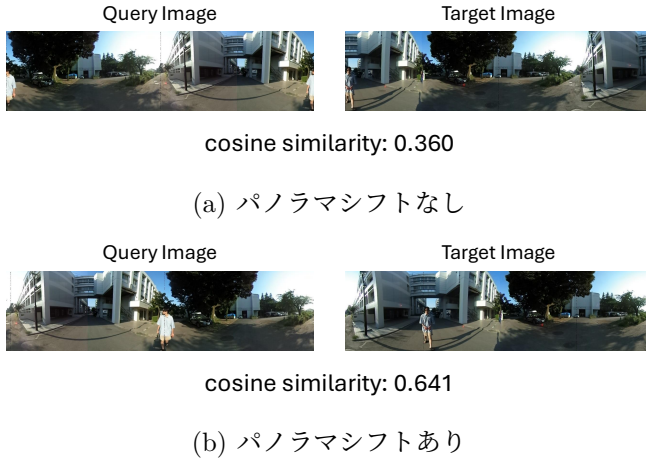 Query Image
Target Image
cosine similarity: 0.360
(a) パノラマシフトなし
Query Image
Target Image
cosine similarity: 0.641
(b) パノラマシフトあり